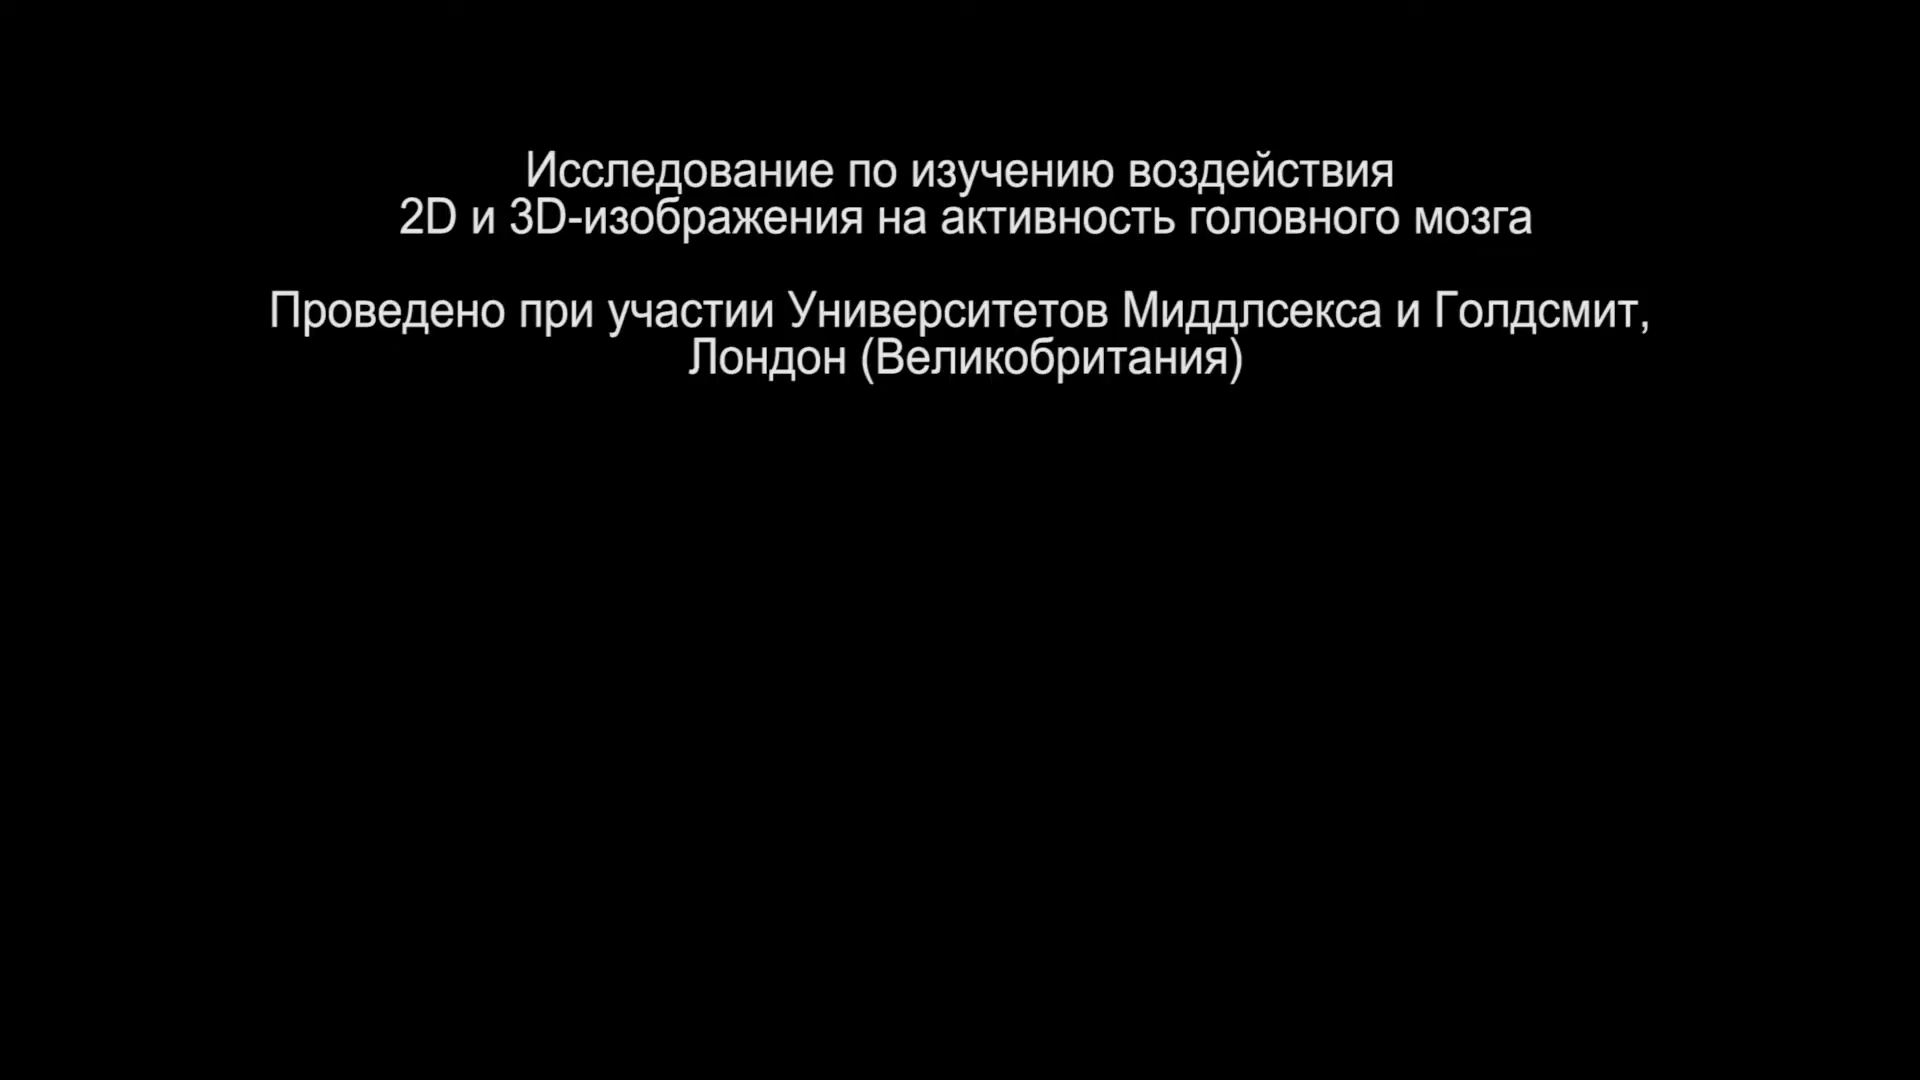 Исследование по изучению воздействия
2D и 3D-изображения на активность головного мозга
Проведено при участии Университетов Миддлсекса и Голдсмит,
Лондон (Великобритания)